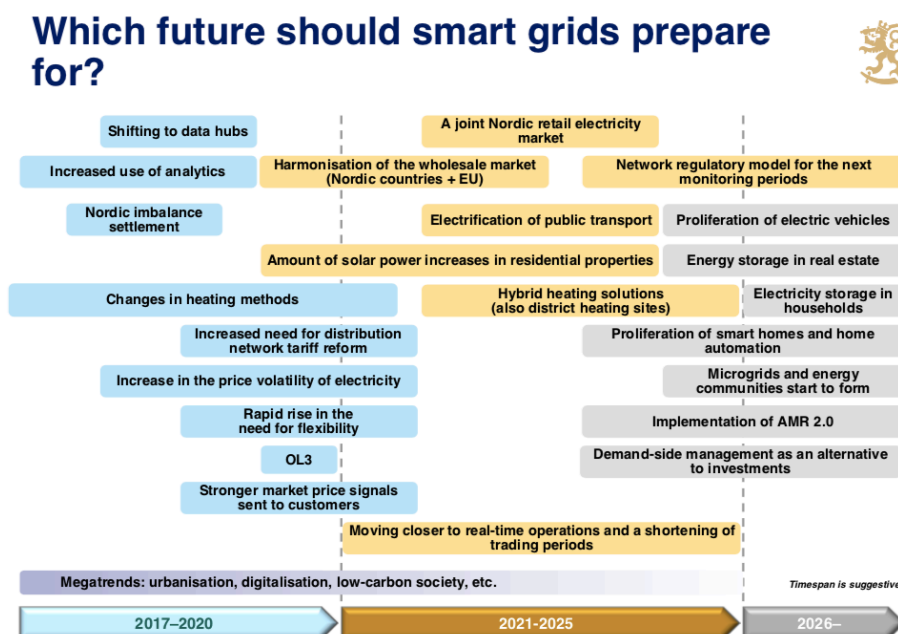 Which future should smart grids prepare
for?
Shifting to data hubs
A joint Nordic retail electricity
market
Increased use of analytics
Harmonisation of the wholesale market
(Nordic countries + EU)
Network regulatory model for the next
monitoring periods
Nordic imbalance
settlement
Electrification of public transport
Proliferation of electric vehicles
Amount of solar power increases in residential properties
Energy storage in real estate
Changes in heating methods
Hybrid heating solutions
(also district heating sites)
Electricity storage in
households
Increased need for distribution
network tariff reform
Proliferation of smart homes and home
automation
Increase in the price volatility of electricity
Microgrids and energy
communities start to form
Rapid rise in the
need for flexibility
Implementation of AMR 2.0
OL3
Demand-side management as an alternative
to investments
Stronger market price signals
sent to customers
Moving closer to real-time operations and a shortening of
trading periods
Megatrends: urbanisation, digitalisation, low-carbon society, etc.
Timespan is suggestive
2017–2020
2021-2025
2026–